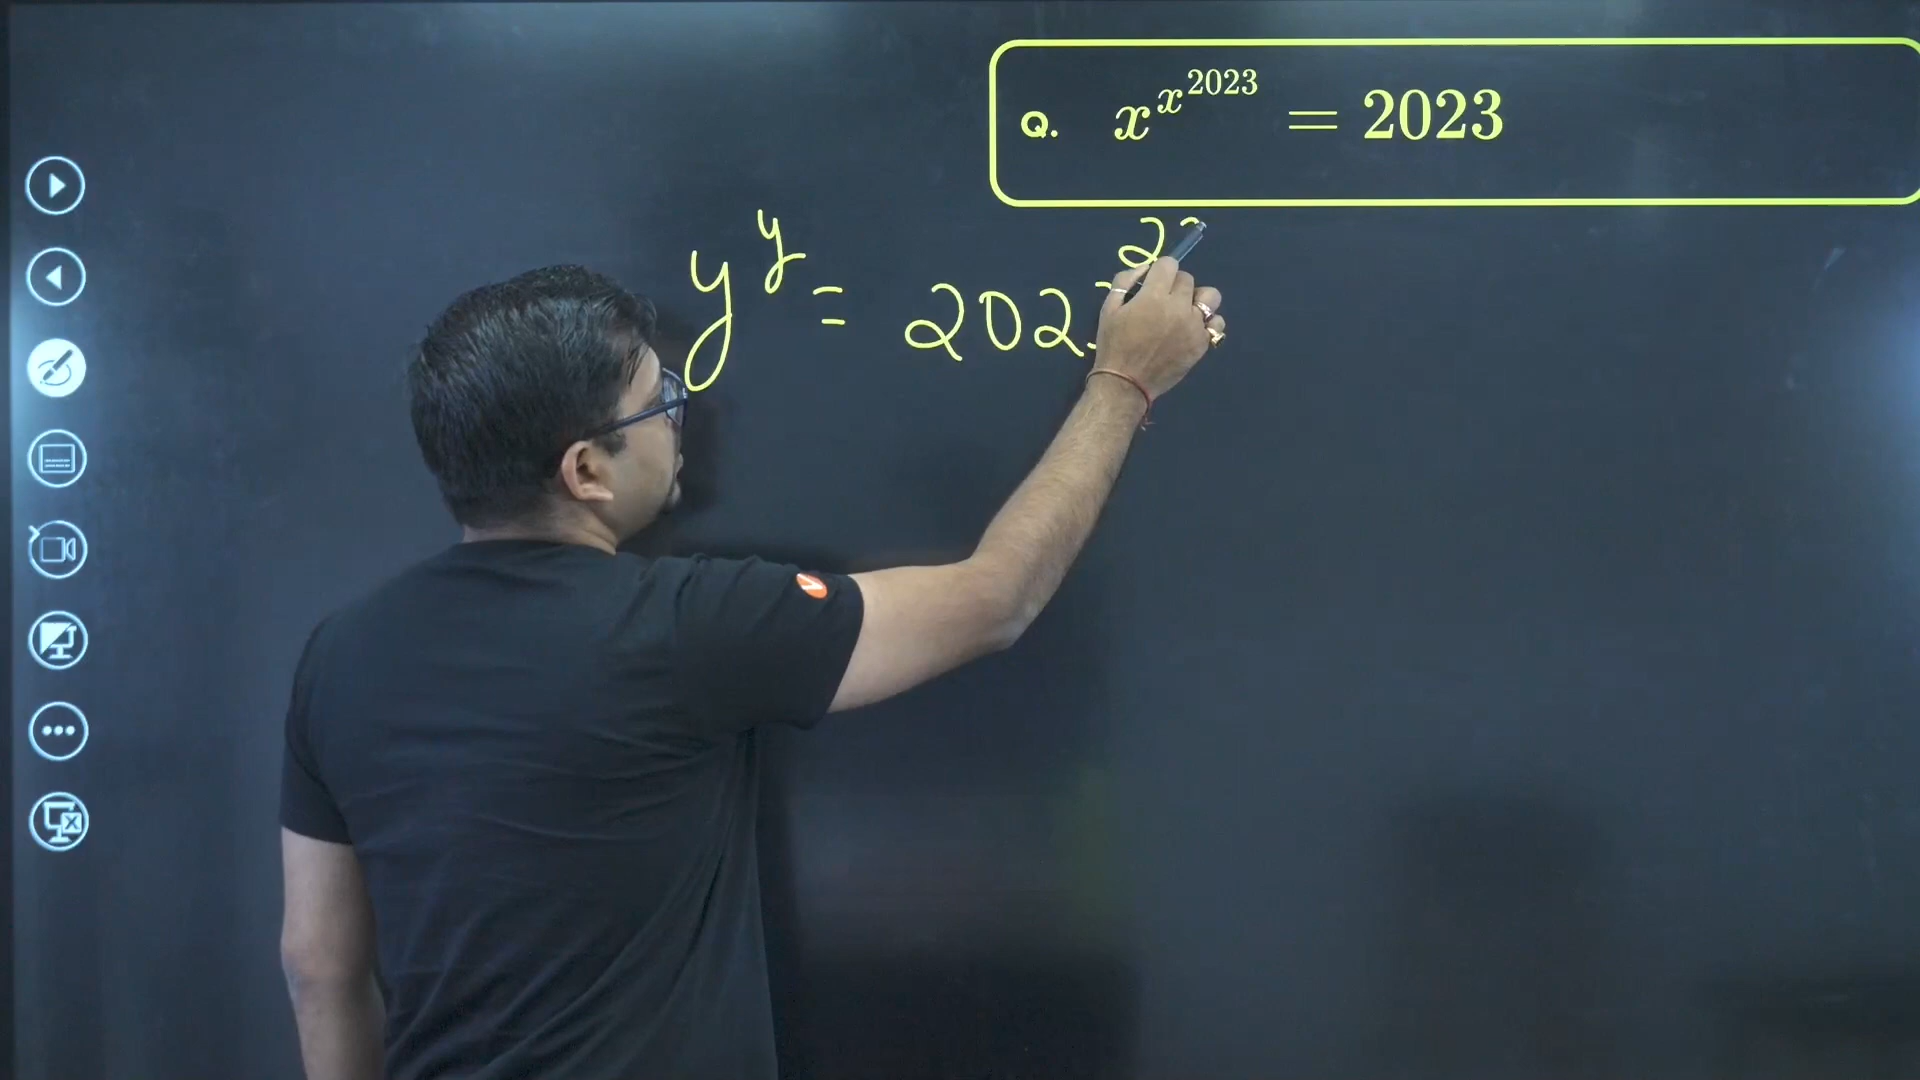 Q. x^{x^{2023}} = 2023
y^y = 202